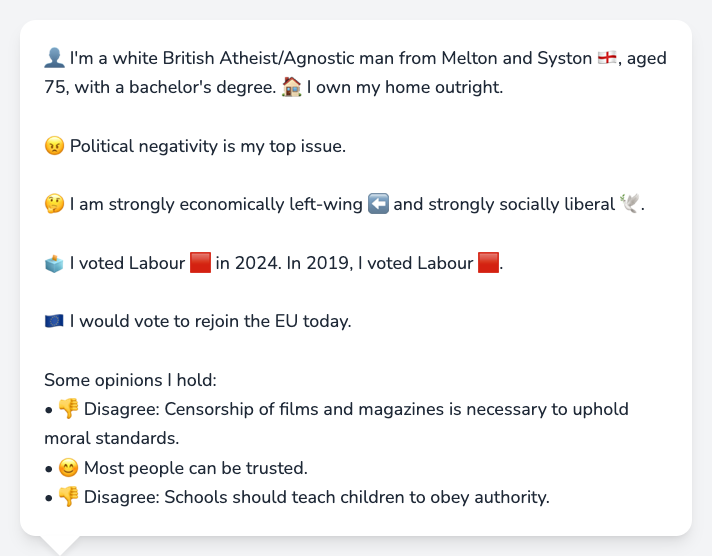 👤 I'm a white British Atheist/Agnostic man from Melton and Syston 🏴󠁧󠁢󠁥󠁮󠁧󠁿, aged
75, with a bachelor's degree. 🏠 I own my home outright.
😠 Political negativity is my top issue.
🤔 I am strongly economically left-wing ⬅️ and strongly socially liberal 🕊️.
🗳️ I voted Labour 🟥 in 2024. In 2019, I voted Labour 🟥.
🇪🇺 I would vote to rejoin the EU today.
Some opinions I hold:
• 👎 Disagree: Censorship of films and magazines is necessary to uphold
moral standards.
• 😊 Most people can be trusted.
• 👎 Disagree: Schools should teach children to obey authority.